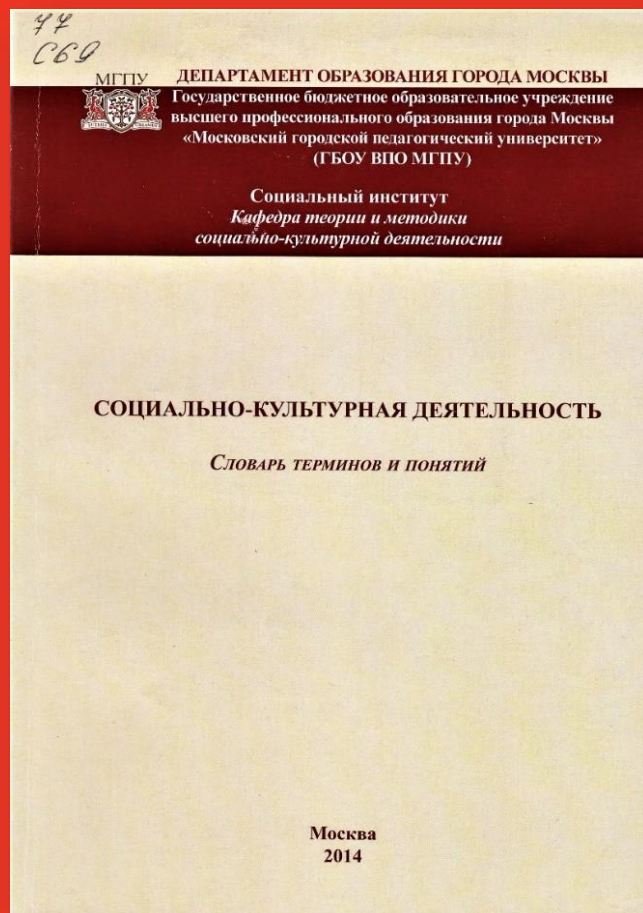 77
С69
МГПУ
ДЕПАРТАМЕНТ ОБРАЗОВАНИЯ ГОРОДА МОСКВЫ
Государственное бюджетное образовательное учреждение
высшего профессионального образования города Москвы
«Московский городской педагогический университет»
(ГБОУ ВПО МГПУ)
Социальный институт
Кафедра теории и методики
социально-культурной деятельности
СОЦИАЛЬНО-КУЛЬТУРНАЯ ДЕЯТЕЛЬНОСТЬ
СЛОВАРЬ ТЕРМИНОВ И ПОНЯТИЙ
Москва
2014